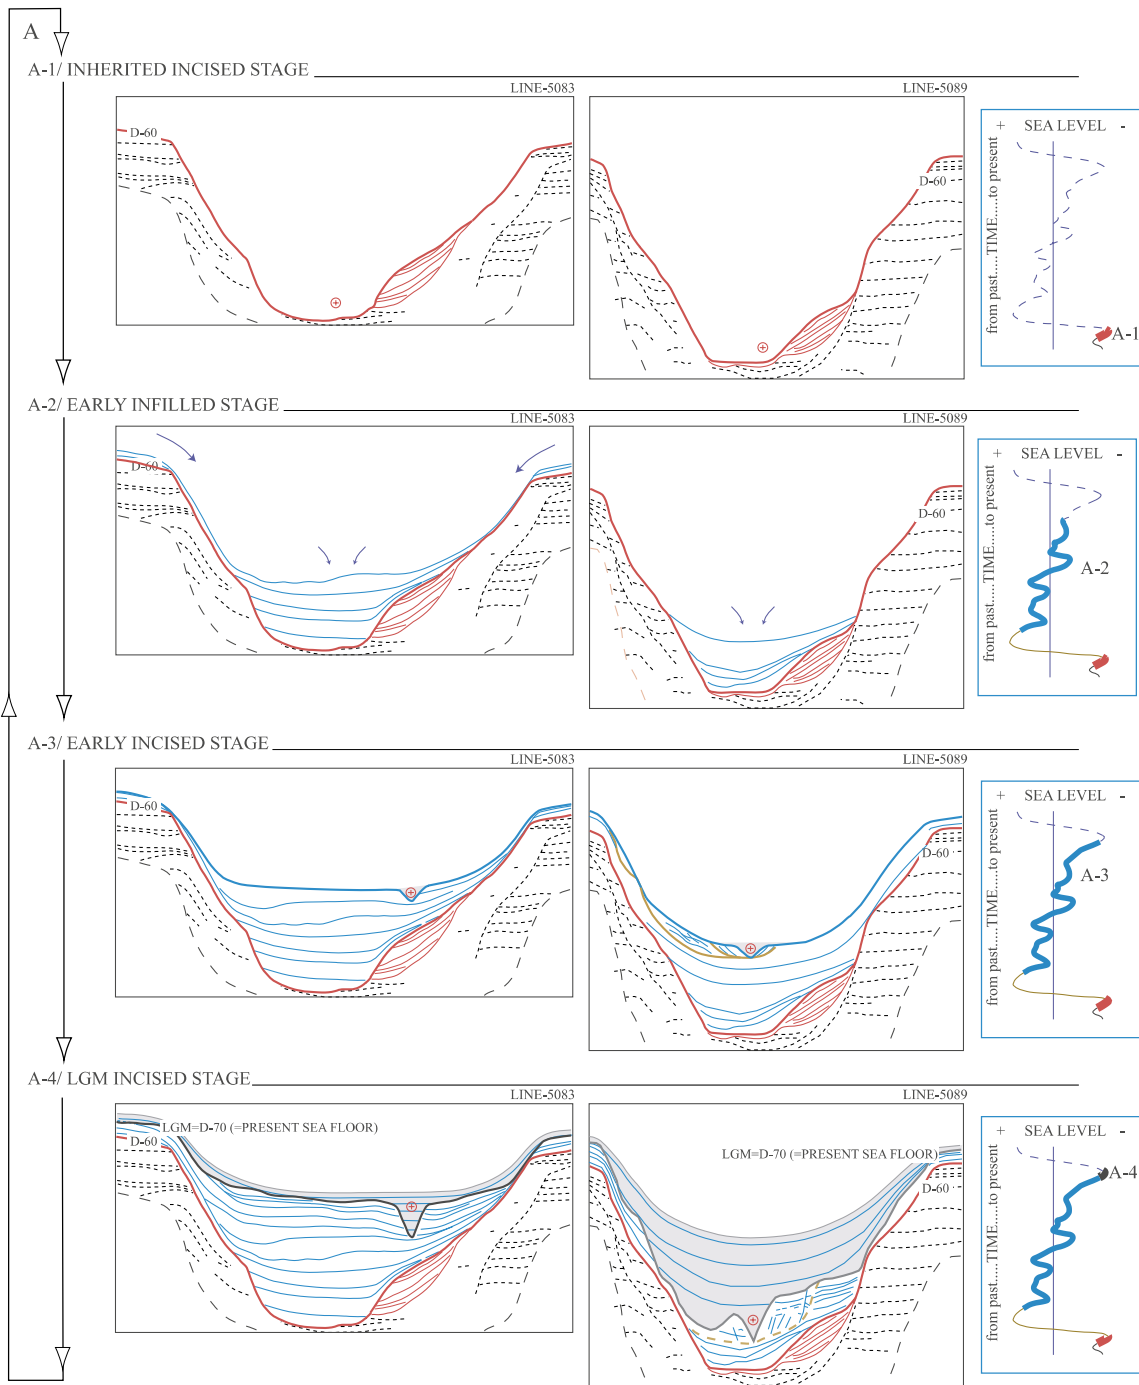 A
A-1/ INHERITED INCISED STAGE
LINE-5083
LINE-5089
D-60
D-60
+ SEA LEVEL -
from past.....TIME.....to present
A-1
A-2/ EARLY INFILLED STAGE
LINE-5083
LINE-5089
D-60
D-60
+ SEA LEVEL -
from past.....TIME.....to present
A-2
A-3/ EARLY INCISED STAGE
LINE-5083
LINE-5089
D-60
D-60
+ SEA LEVEL -
from past.....TIME.....to present
A-3
A-4/ LGM INCISED STAGE
LINE-5083
LINE-5089
LGM=D-70 (=PRESENT SEA FLOOR)
D-60
LGM=D-70 (=PRESENT SEA FLOOR)
D-60
+ SEA LEVEL -
from past.....TIME.....to present
A-4